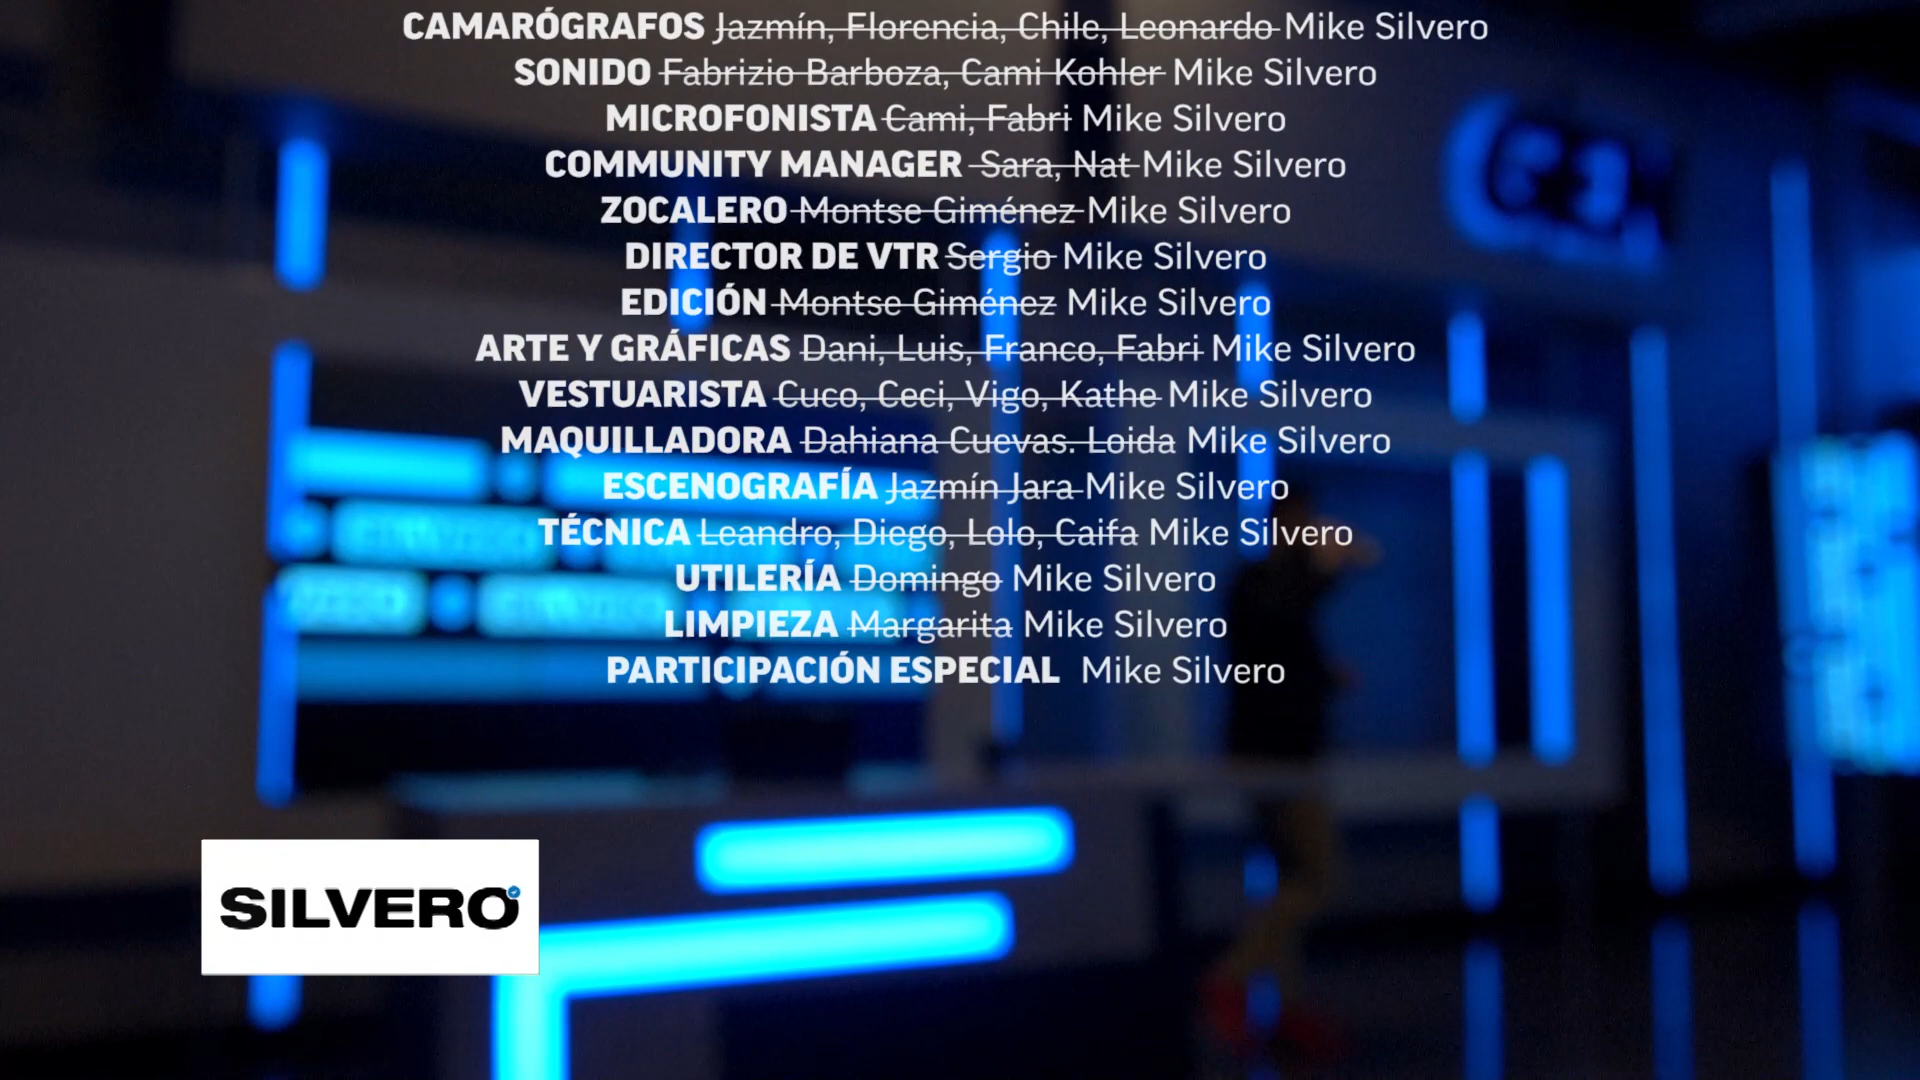 CAMARÓGRAFOS Jazmín, Florencia, Chile, Leonardo Mike Silvero
SONIDO Fabrizio Barboza, Cami Kohler Mike Silvero
MICROFONISTA Cami, Fabri Mike Silvero
COMMUNITY MANAGER Sara, Nat Mike Silvero
ZOCALERO Montse Giménez Mike Silvero
DIRECTOR DE VTR Sergio Mike Silvero
EDICIÓN Montse Giménez Mike Silvero
ARTE Y GRÁFICAS Dani, Luis, Franco, Fabri Mike Silvero
VESTUARISTA Cuco, Ceci, Vigo, Kathe Mike Silvero
MAQUILLADORA Dahiana Cuevas. Loida Mike Silvero
ESCENOGRAFÍA Jazmín Jara Mike Silvero
TÉCNICA Leandro, Diego, Lolo, Caifa Mike Silvero
UTILERÍA Domingo Mike Silvero
LIMPIEZA Margarita Mike Silvero
PARTICIPACIÓN ESPECIAL Mike Silvero
SILVERO